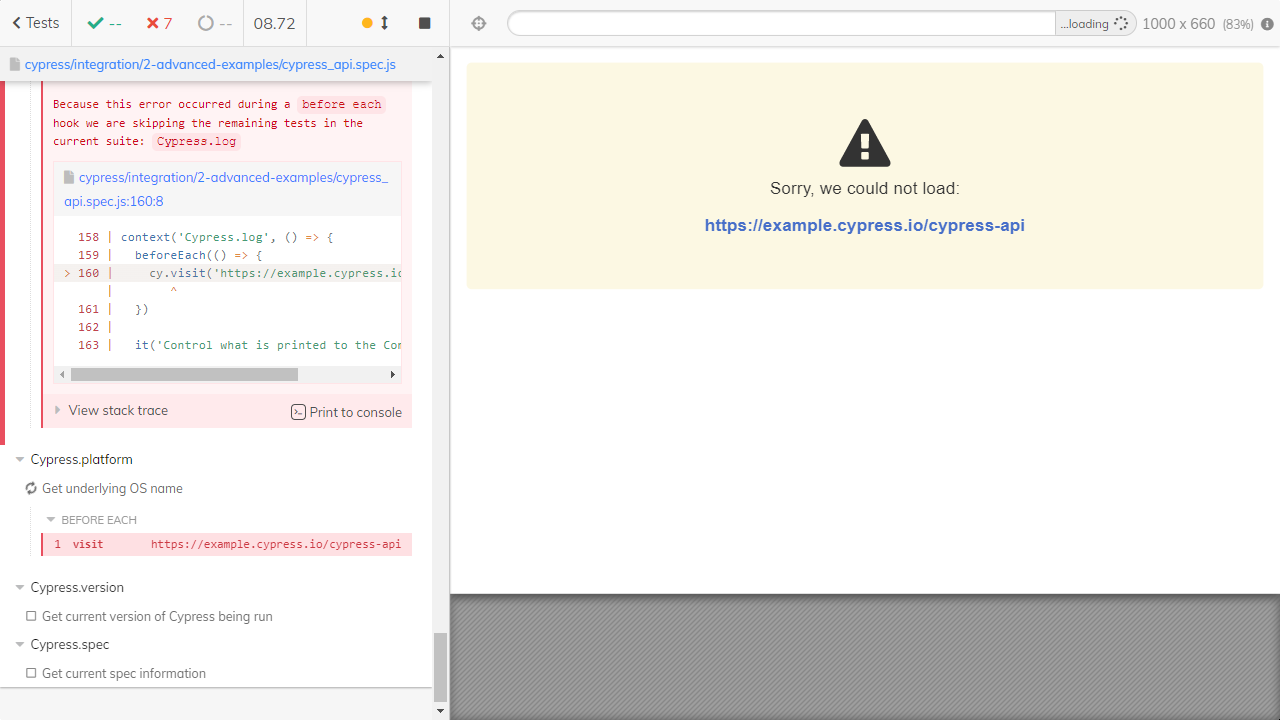 Tests
--
7
--
08.72
...loading
1000 x 660 (83%)
cypress/integration/2-advanced-examples/cypress_api.spec.js
Because this error occurred during a before each
hook we are skipping the remaining tests in the
current suite: Cypress.log
cypress/integration/2-advanced-examples/cypress_
api.spec.js:160:8
158 | context('Cypress.log', () => {
159 |   beforeEach(() => {
> 160 |     cy.visit('https://example.cypress.io
|        ^
161 |   })
162 |
163 |   it('Control what is printed to the Com
View stack trace
Print to console
Cypress.platform
Get underlying OS name
BEFORE EACH
1 visit https://example.cypress.io/cypress-api
Cypress.version
Get current version of Cypress being run
Cypress.spec
Get current spec information
Sorry, we could not load:
https://example.cypress.io/cypress-api